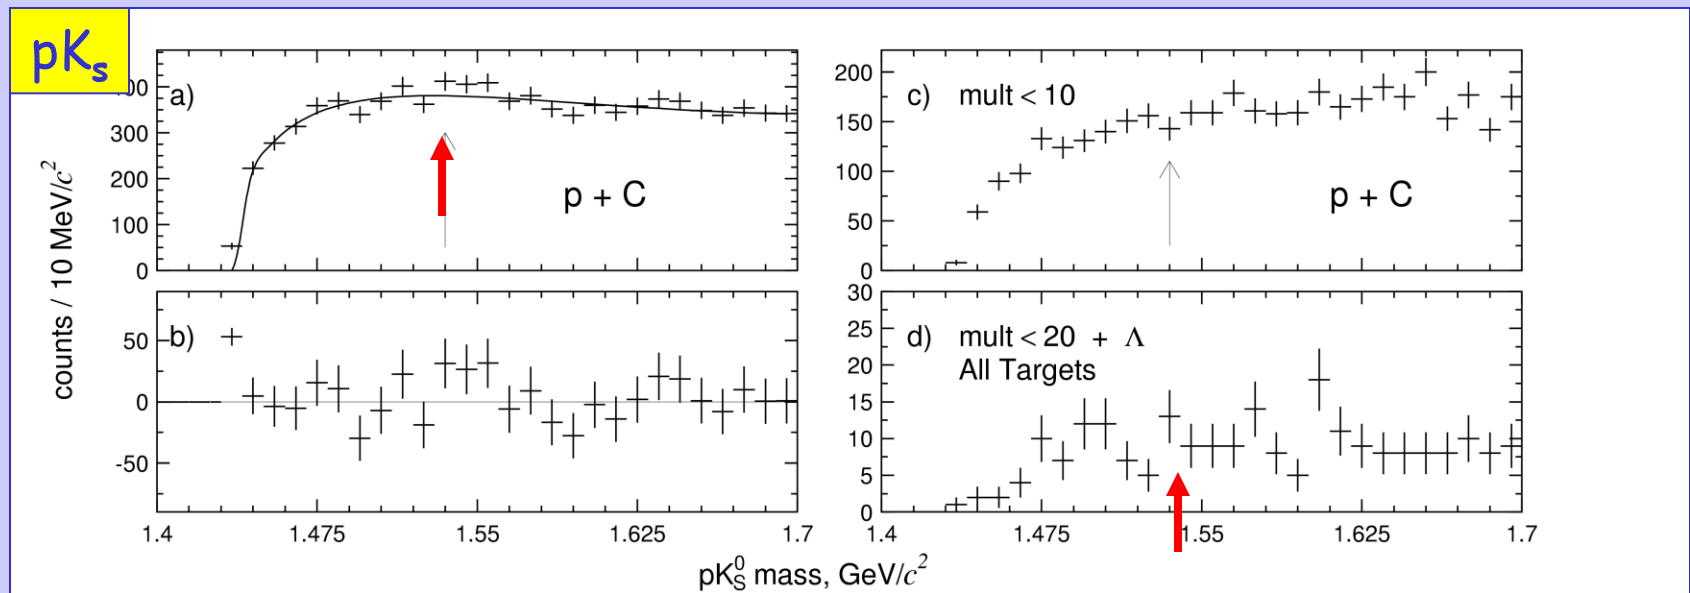 pKs
counts / 10 MeV/c²
a)
300
200
100
0
p + C
b)
50
0
-50
1.4 1.475 1.55 1.625 1.7
c) mult < 10
200
150
100
50
0
p + C
d) mult < 20 + Λ
All Targets
30
25
20
15
10
5
0
1.4 1.475 1.55 1.625 1.7
pK⁰S mass, GeV/c²